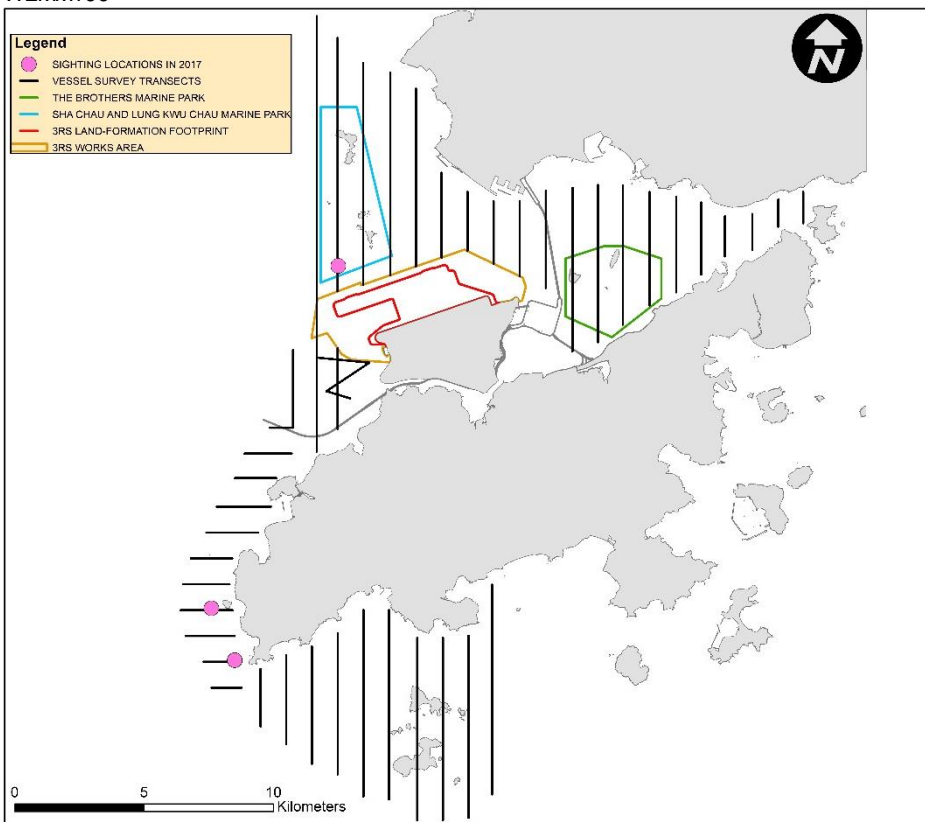 Legend
SIGHTING LOCATIONS IN 2017
VESSEL SURVEY TRANSECTS
THE BROTHERS MARINE PARK
SHA CHAU AND LUNG KWU CHAU MARINE PARK
3RS LAND-FORMATION FOOTPRINT
3RS WORKS AREA
N
0 5 10
Kilometers